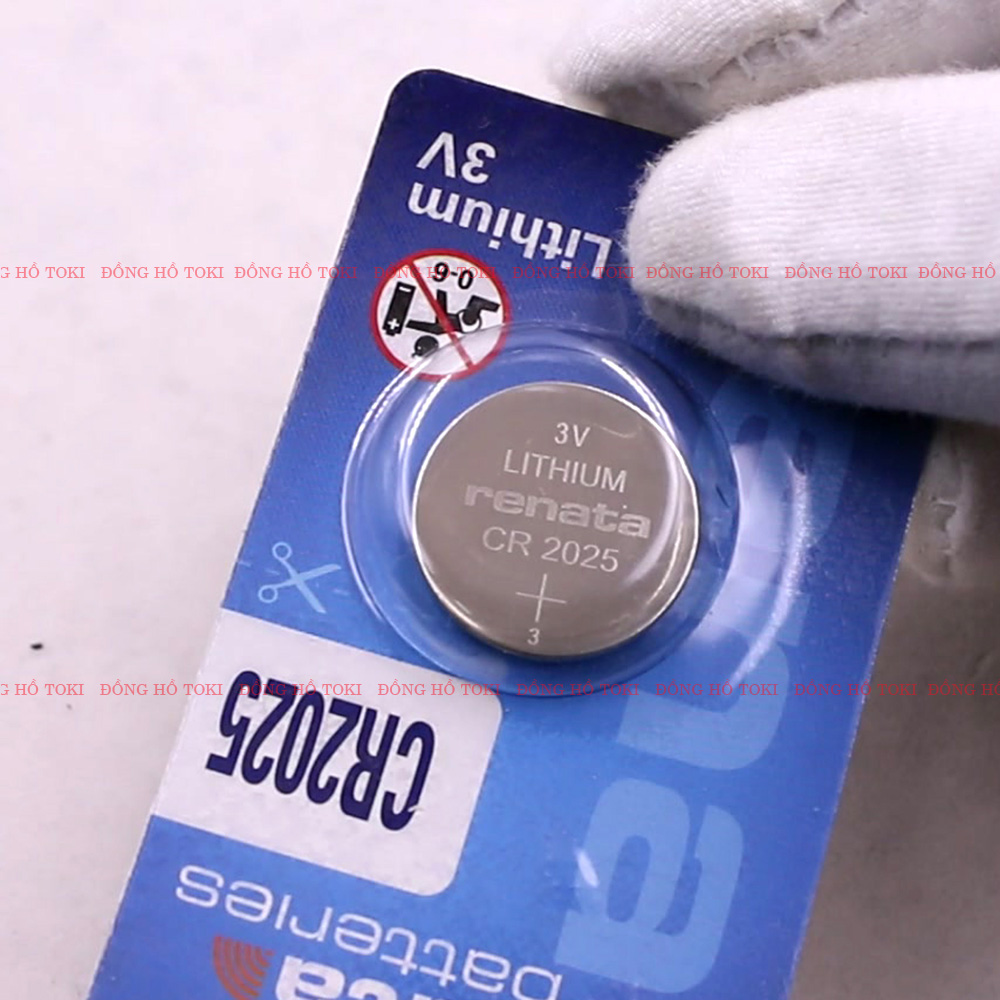 3V
Lithium
0-6
ĐỒNG HỒ TOKI ĐỒNG HỒ TOKI ĐỒNG HỒ TOKI ĐỒNG HỒ TOKI ĐỒNG HỒ TOKI ĐỒNG HỒ TOKI ĐỒNG HỒ
3V
LITHIUM
renata
CR 2025
+
3
ĐỒNG HỒ TOKI ĐỒNG HỒ TOKI ĐỒNG HỒ TOKI ĐỒNG HỒ TOKI ĐỒNG HỒ TOKI ĐỒNG HỒ TOKI ĐỒNG HỒ
CR2025
batteries